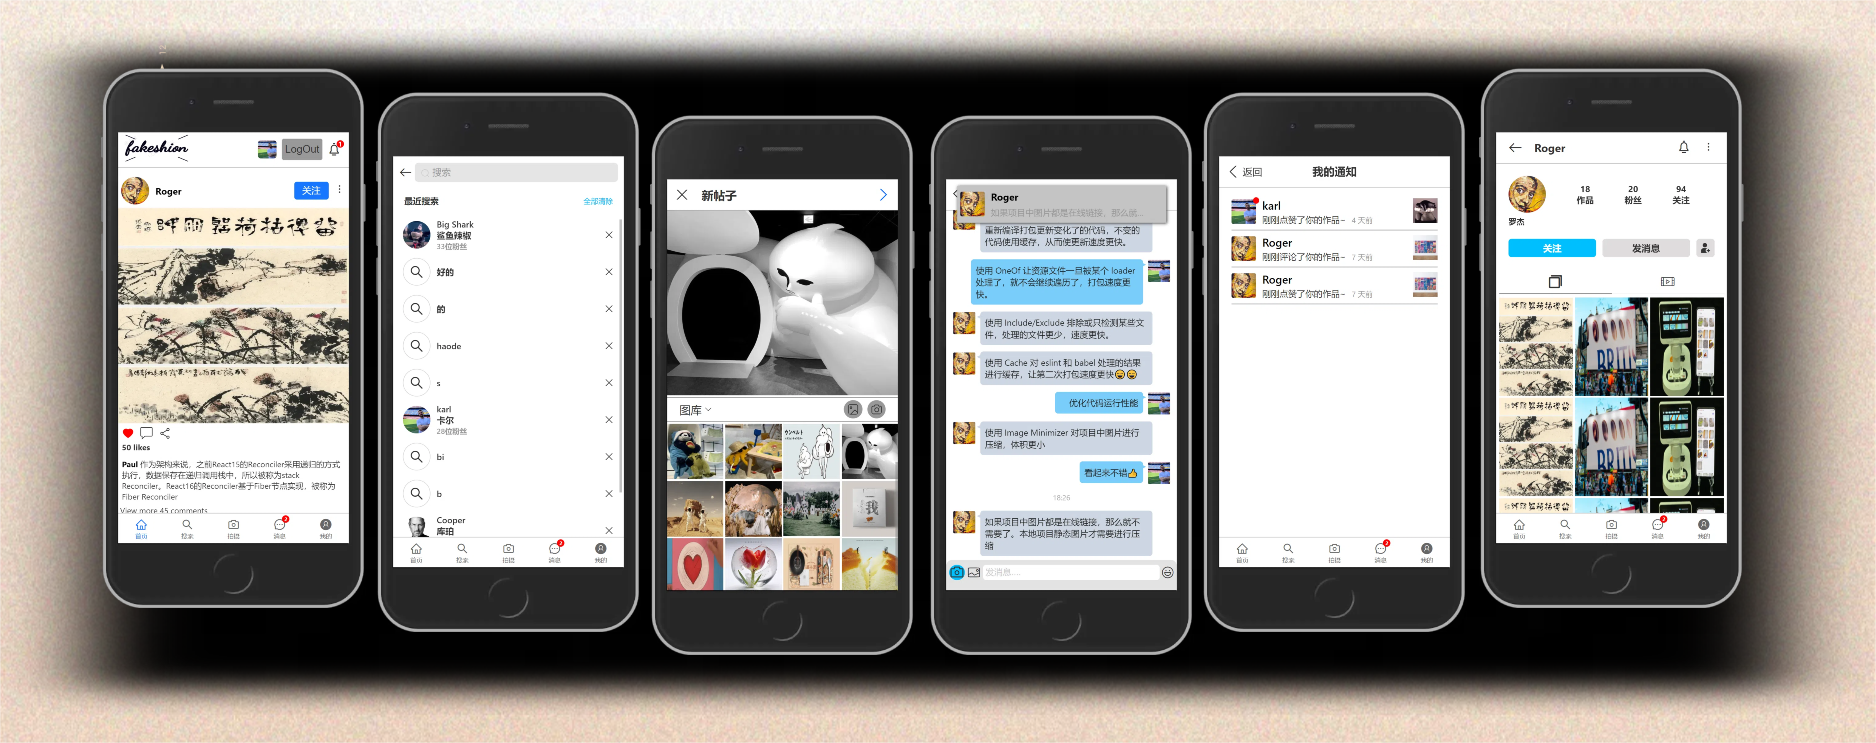 fakeshion
LogOut
1
Roger
关注
50 likes
Paul 作为架构来说，之前React15的Reconciler采用递归的方式
执行，数据保存在递归调用栈中，所以被称为stack
Reconciler。React16的Reconciler基于Fiber节点实现，被称为
Fiber Reconciler
View more 45 comments
首页
搜索
拍摄
消息
我的
搜索
最近搜索
全部清除
Big Shark
鲨鱼辣椒
33位粉丝
好的
的
haode
s
karl
卡尔
28位粉丝
bi
b
Cooper
库珀
首页
搜索
拍摄
消息
我的
新帖子
图库
ウンベルト
Roger
如果项目中图片都是在线链接，那么就...
重新编译打包更新变化了的代码，不变的
代码使用缓存，从而使更新速度更快。
使用 OneOf 让资源文件一旦被某个 loader
处理了，就不会继续遍历了，打包速度更
快。
使用 Include/Exclude 排除或只检测某些文
件，处理的文件更少，速度更快。
使用 Cache 对 eslint 和 babel 处理的结果
进行缓存，让第二次打包速度更快😄😄
优化代码运行性能
使用 Image Minimizer 对项目中图片进行
压缩，体积更小
看起来不错👍
18:26
如果项目中图片都是在线链接，那么就不
需要了。本地项目静态图片才需要进行压
缩
发消息...
返回
我的通知
karl
刚刚点赞了你的作品~ 4 天前
Roger
刚刚评论了你的作品~ 7 天前
Roger
刚刚点赞了你的作品~ 7 天前
首页
搜索
拍摄
消息
我的
Roger
18
作品
20
粉丝
94
关注
罗杰
关注
发消息
首页
搜索
拍摄
消息
我的